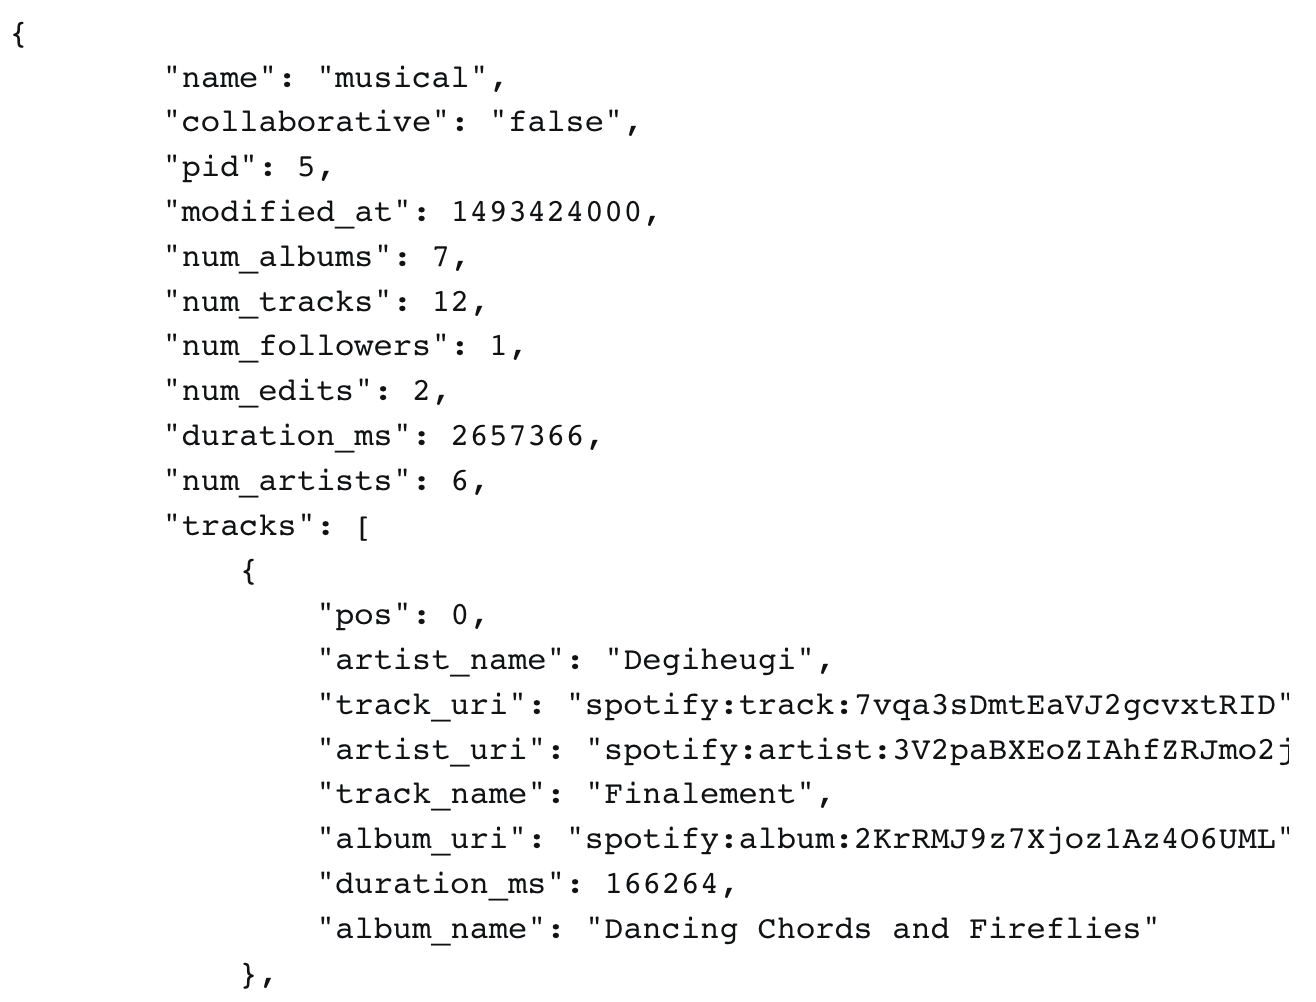 {
"name": "musical",
"collaborative": "false",
"pid": 5,
"modified_at": 1493424000,
"num_albums": 7,
"num_tracks": 12,
"num_followers": 1,
"num_edits": 2,
"duration_ms": 2657366,
"num_artists": 6,
"tracks": [
{
"pos": 0,
"artist_name": "Degiheugi",
"track_uri": "spotify:track:7vqa3sDmtEaVJ2gcvxtRID"
"artist_uri": "spotify:artist:3V2paBXEoZIAhfZRJmo2j
"track_name": "Finalement",
"album_uri": "spotify:album:2KrRMJ9z7Xjoz1Az4O6UML"
"duration_ms": 166264,
"album_name": "Dancing Chords and Fireflies"
},